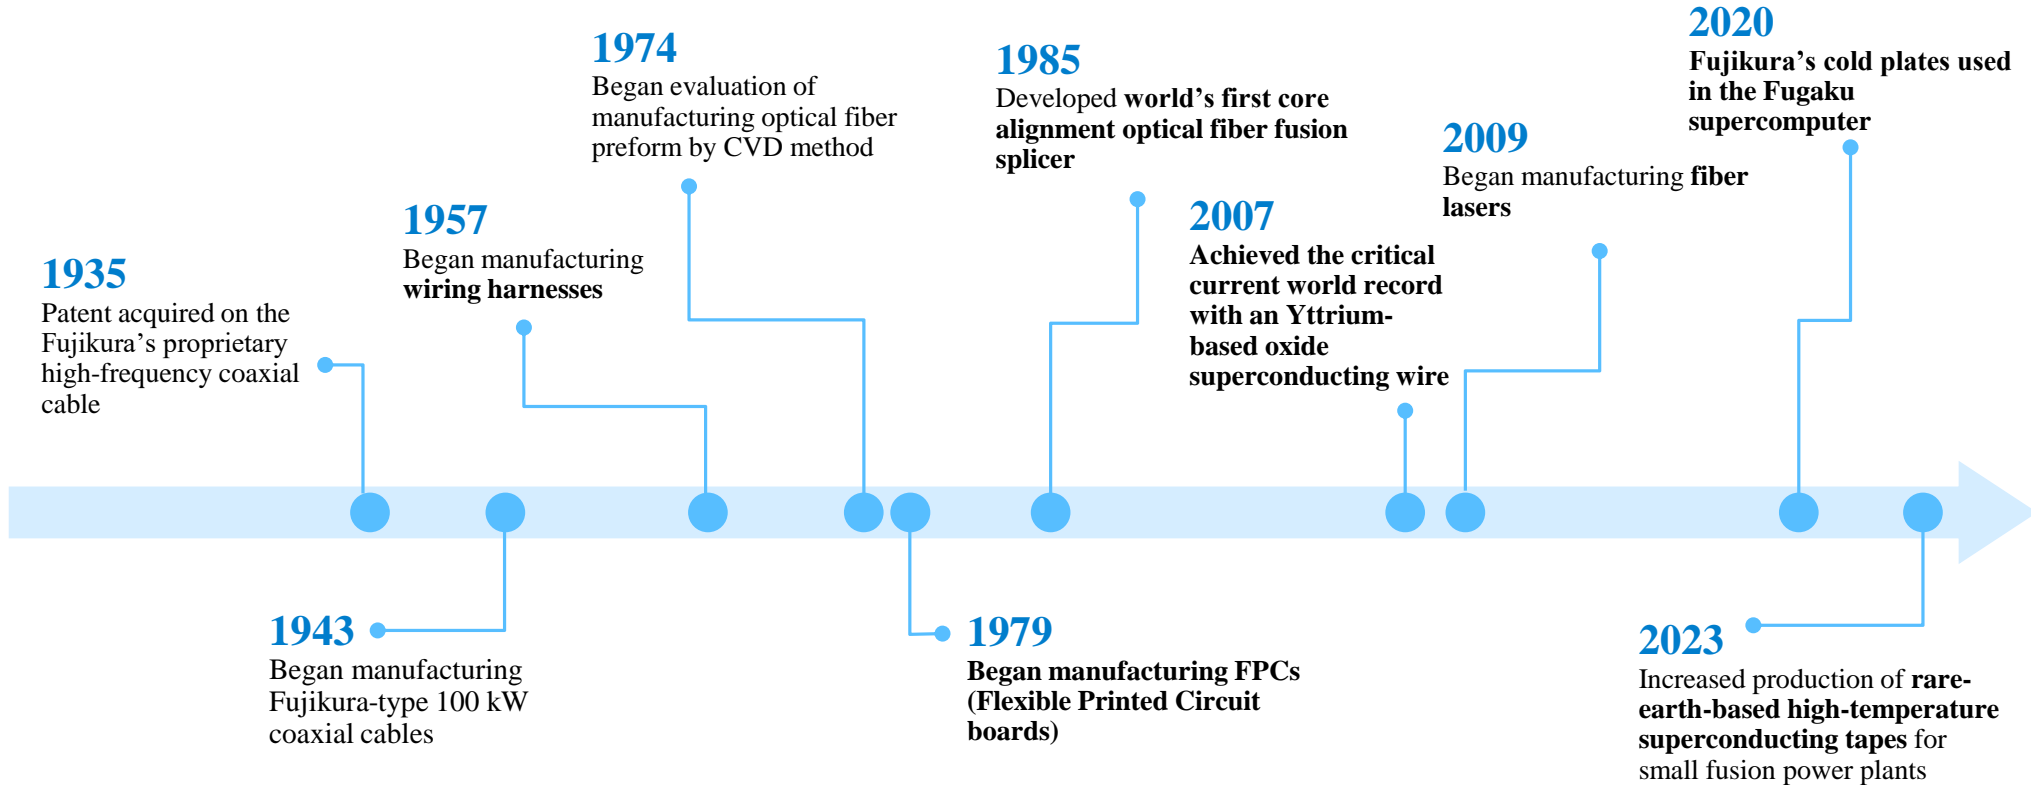 1935
Patent acquired on the
Fujikura’s proprietary
high-frequency coaxial
cable
1943
Began manufacturing
Fujikura-type 100 kW
coaxial cables
1957
Began manufacturing
wiring harnesses
1974
Began evaluation of
manufacturing optical fiber
preform by CVD method
1979
Began manufacturing FPCs
(Flexible Printed Circuit
boards)
1985
Developed world’s first core
alignment optical fiber fusion
splicer
2007
Achieved the critical
current world record
with an Yttrium-
based oxide
superconducting wire
2009
Began manufacturing fiber
lasers
2020
Fujikura’s cold plates used
in the Fugaku
supercomputer
2023
Increased production of rare-
earth-based high-temperature
superconducting tapes for
small fusion power plants